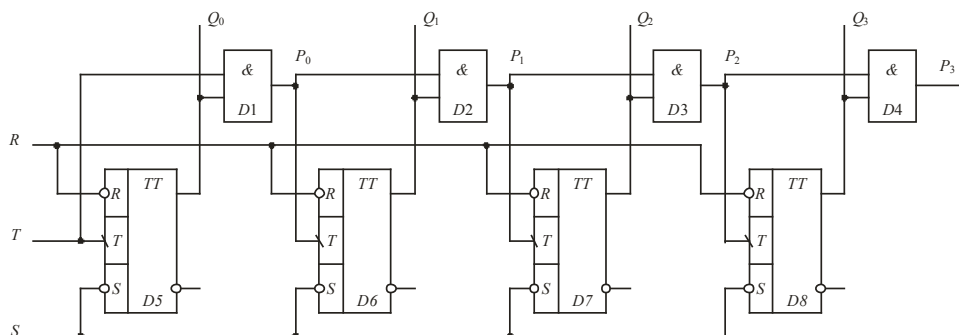 Q0 Q1 Q2 Q3
& P0 & P1 & P2 & P3
D1 D2 D3 D4
R
R TT R TT R TT R TT
T T T T T
S D5 S D6 S D7 S D8
S